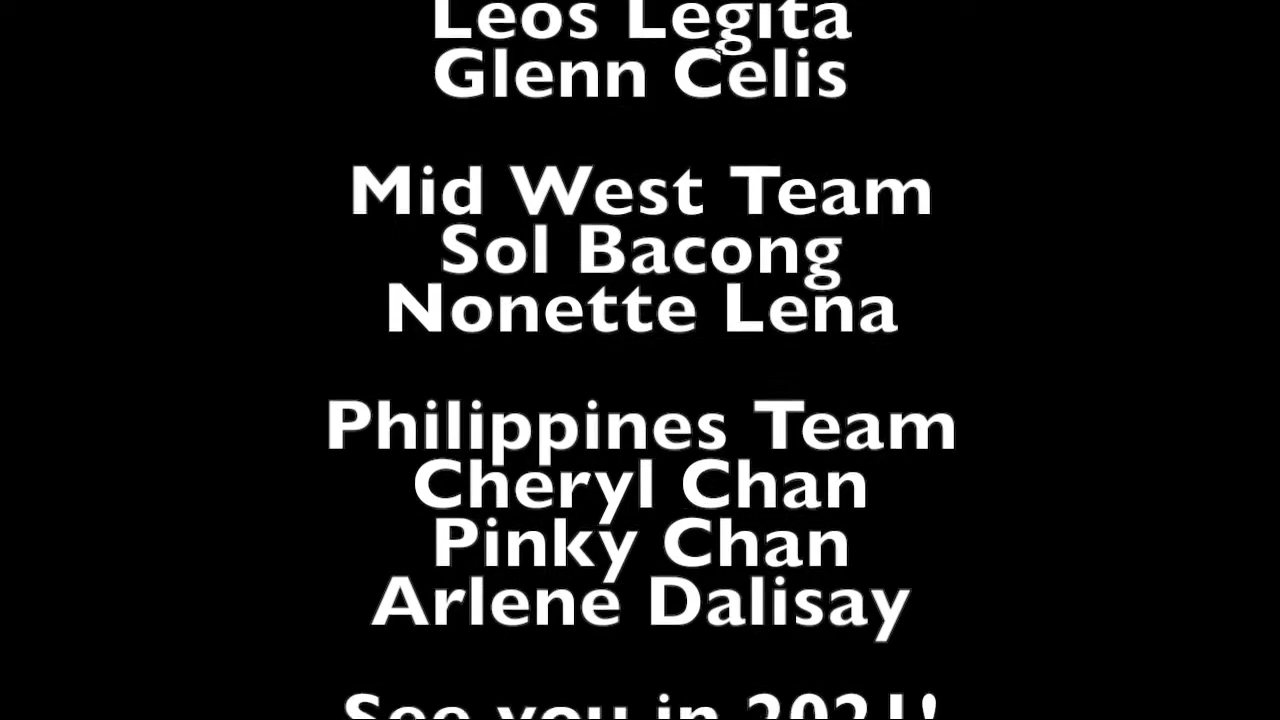 Leos Legita
Glenn Celis
Mid West Team
Sol Bacong
Nonette Lena
Philippines Team
Cheryl Chan
Pinky Chan
Arlene Dalisay
See you in 2021!